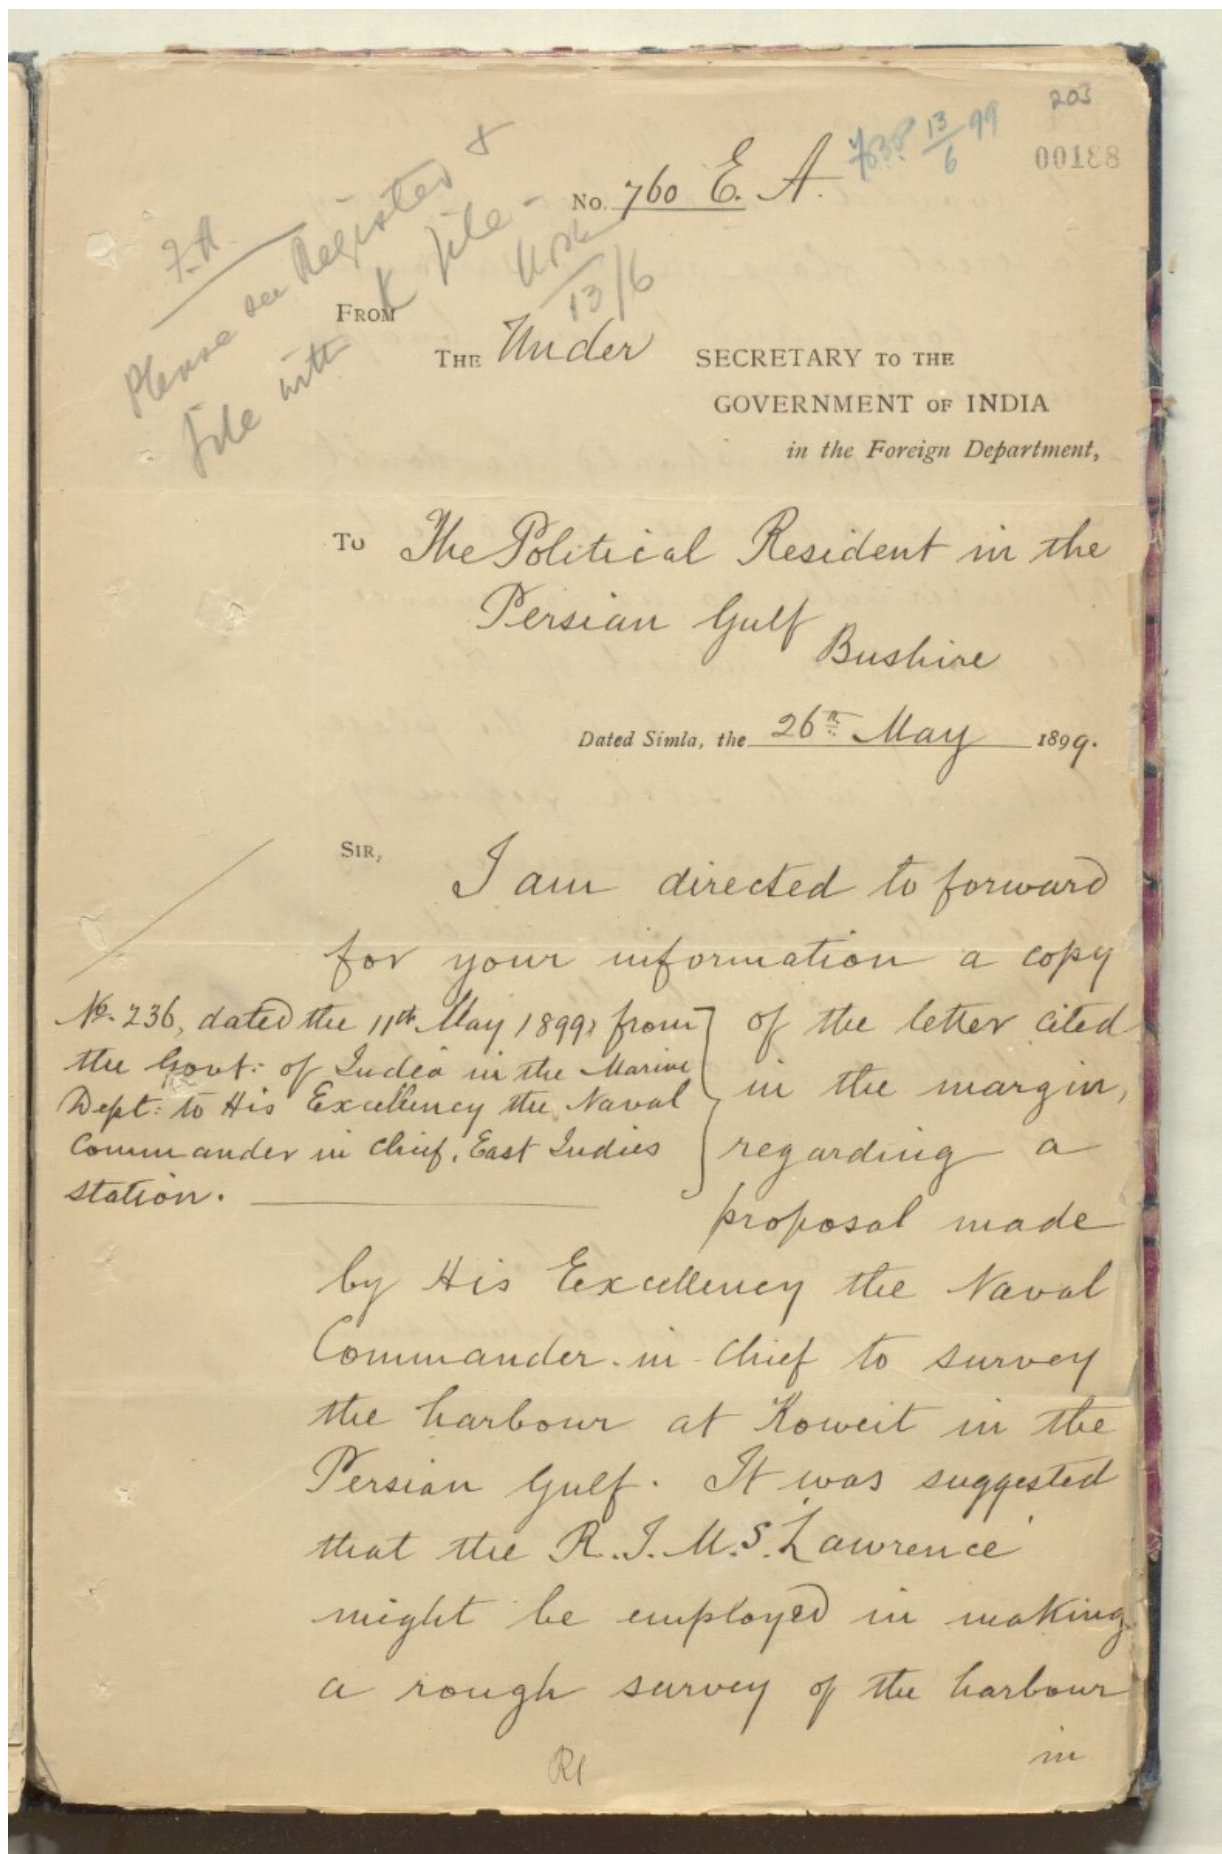 203
13/6 99
00188
No. 760 E. A.
F.A.
Please see Registered &
file with K file -
13/6
FROM
THE Under SECRETARY TO THE
GOVERNMENT OF INDIA
in the Foreign Department,
To The Political Resident in the
Persian Gulf
Bushire
Dated Simla, the 26th May 1899.
SIR,
I am directed to forward
for your information a copy
No. 236, dated the 11th May 1899, from
the Govt: of India in the Marine
Dept: to His Excellency the Naval
Commander in Chief, East Indies
station.
of the letter cited
in the margin,
regarding a
proposal made
by His Excellency the Naval
Commander-in-Chief to survey
the harbour at Koweit in the
Persian Gulf. It was suggested
that the R.I.M.S. Lawrence'
might be employed in making
a rough survey of the harbour
in